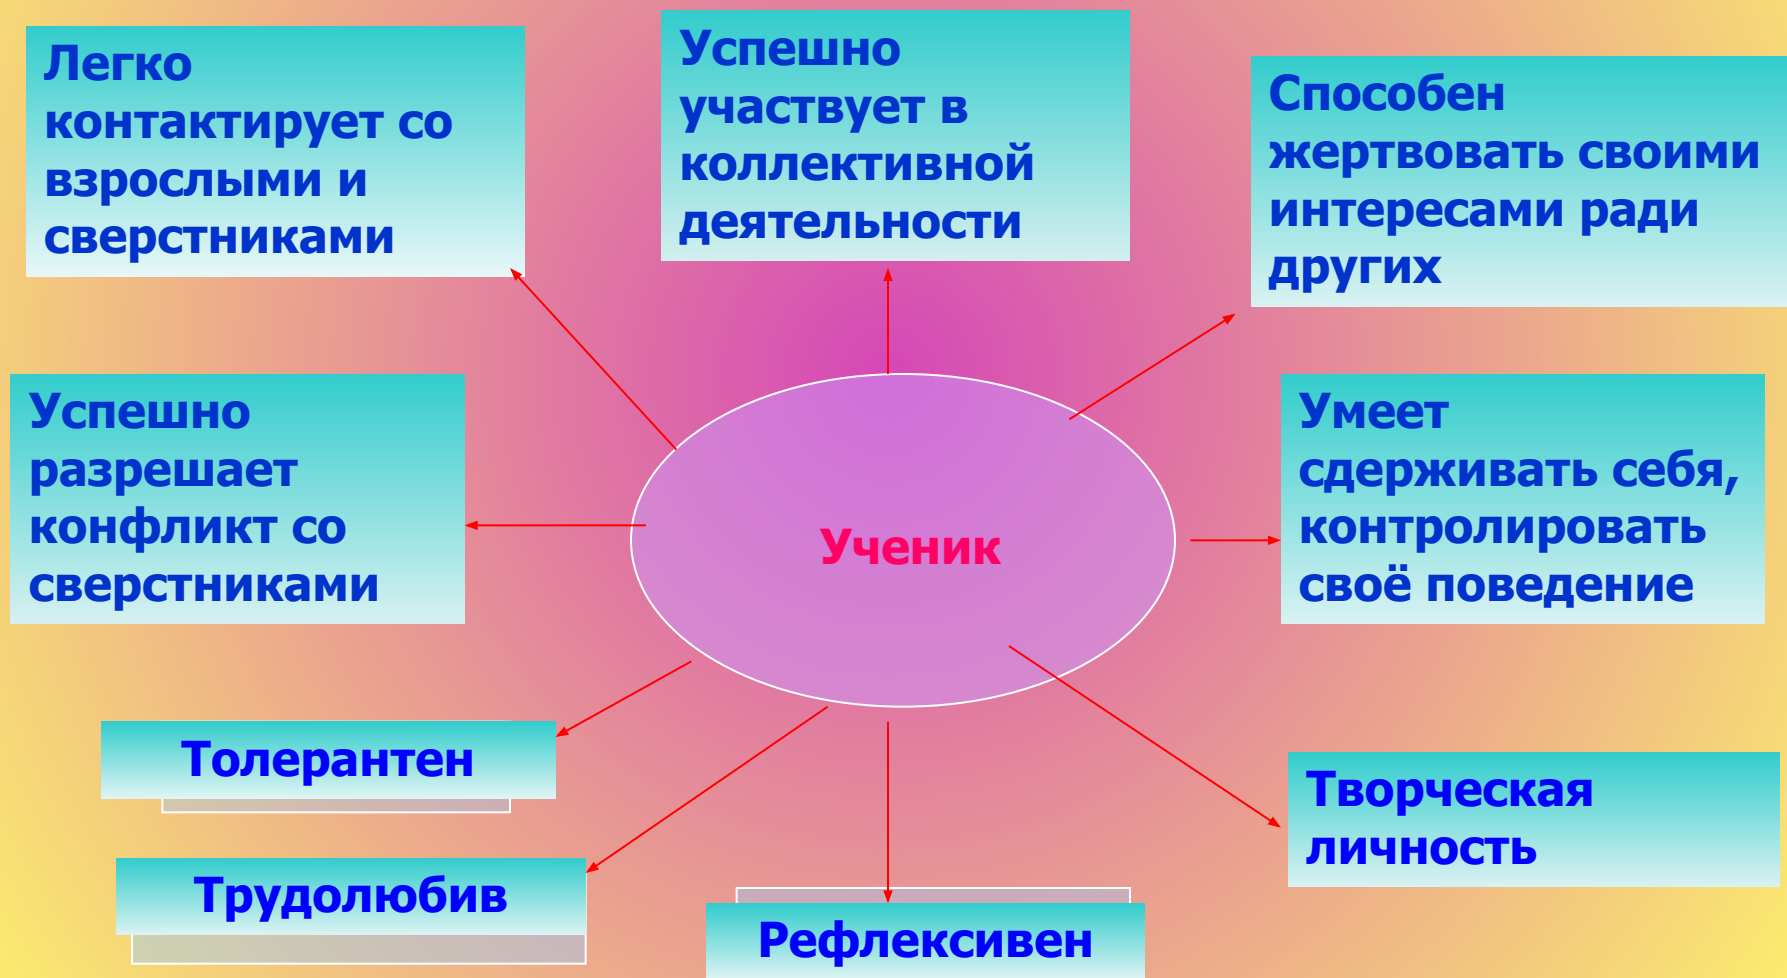 Легко
контактирует со
взрослыми и
сверстниками
Успешно
участвует в
коллективной
деятельности
Способен
жертвовать своими
интересами ради
других
Успешно
разрешает
конфликт со
сверстниками
Ученик
Умеет
сдерживать себя,
контролировать
своё поведение
Толерантен
Творческая
личность
Трудолюбив
Рефлексивен